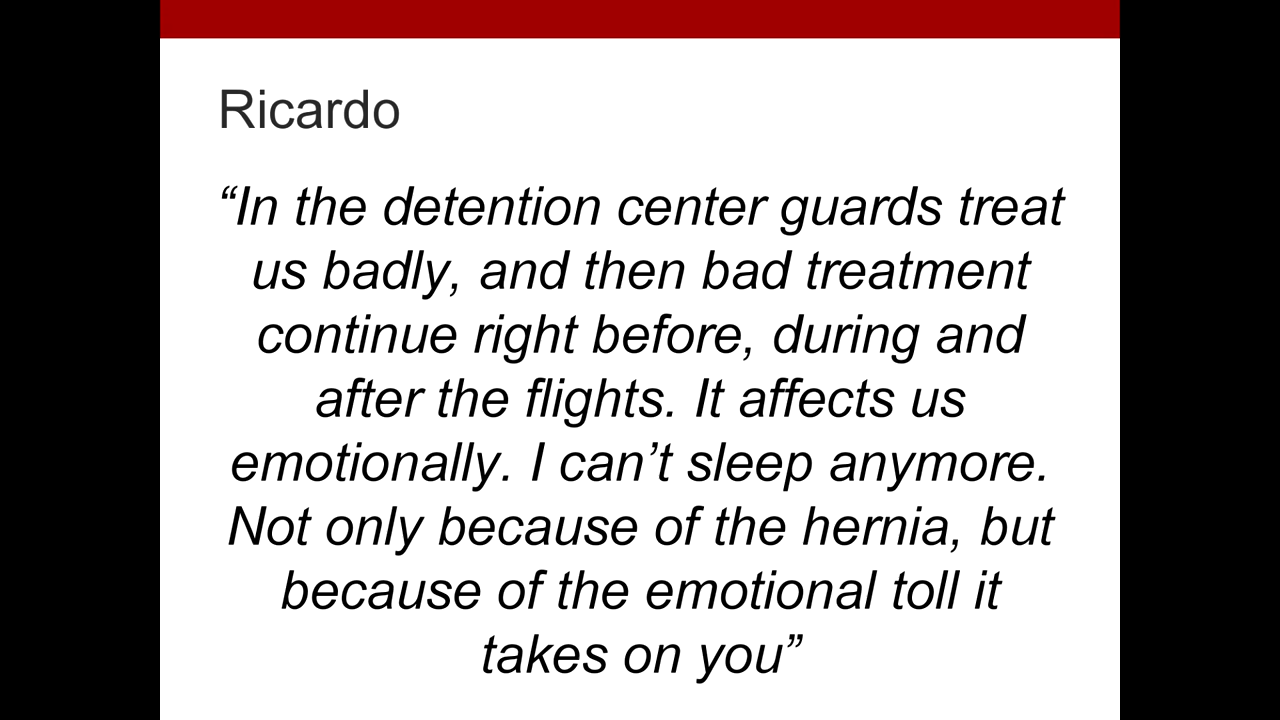 Ricardo
“In the detention center guards treat
us badly, and then bad treatment
continue right before, during and
after the flights. It affects us
emotionally. I can’t sleep anymore.
Not only because of the hernia, but
because of the emotional toll it
takes on you”